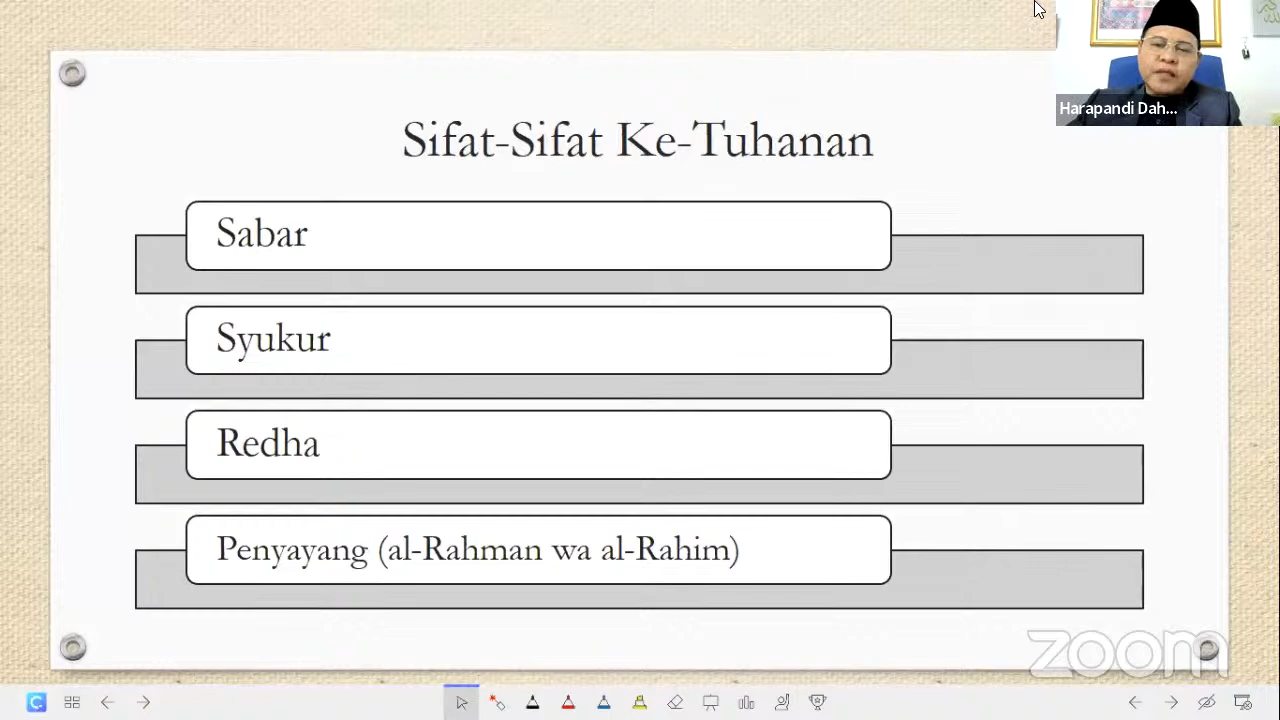 Harapandi Dah...
Sifat-Sifat Ke-Tuhanan
Sabar
Syukur
Redha
Penyayang (al-Rahman wa al-Rahim)
zoom
C